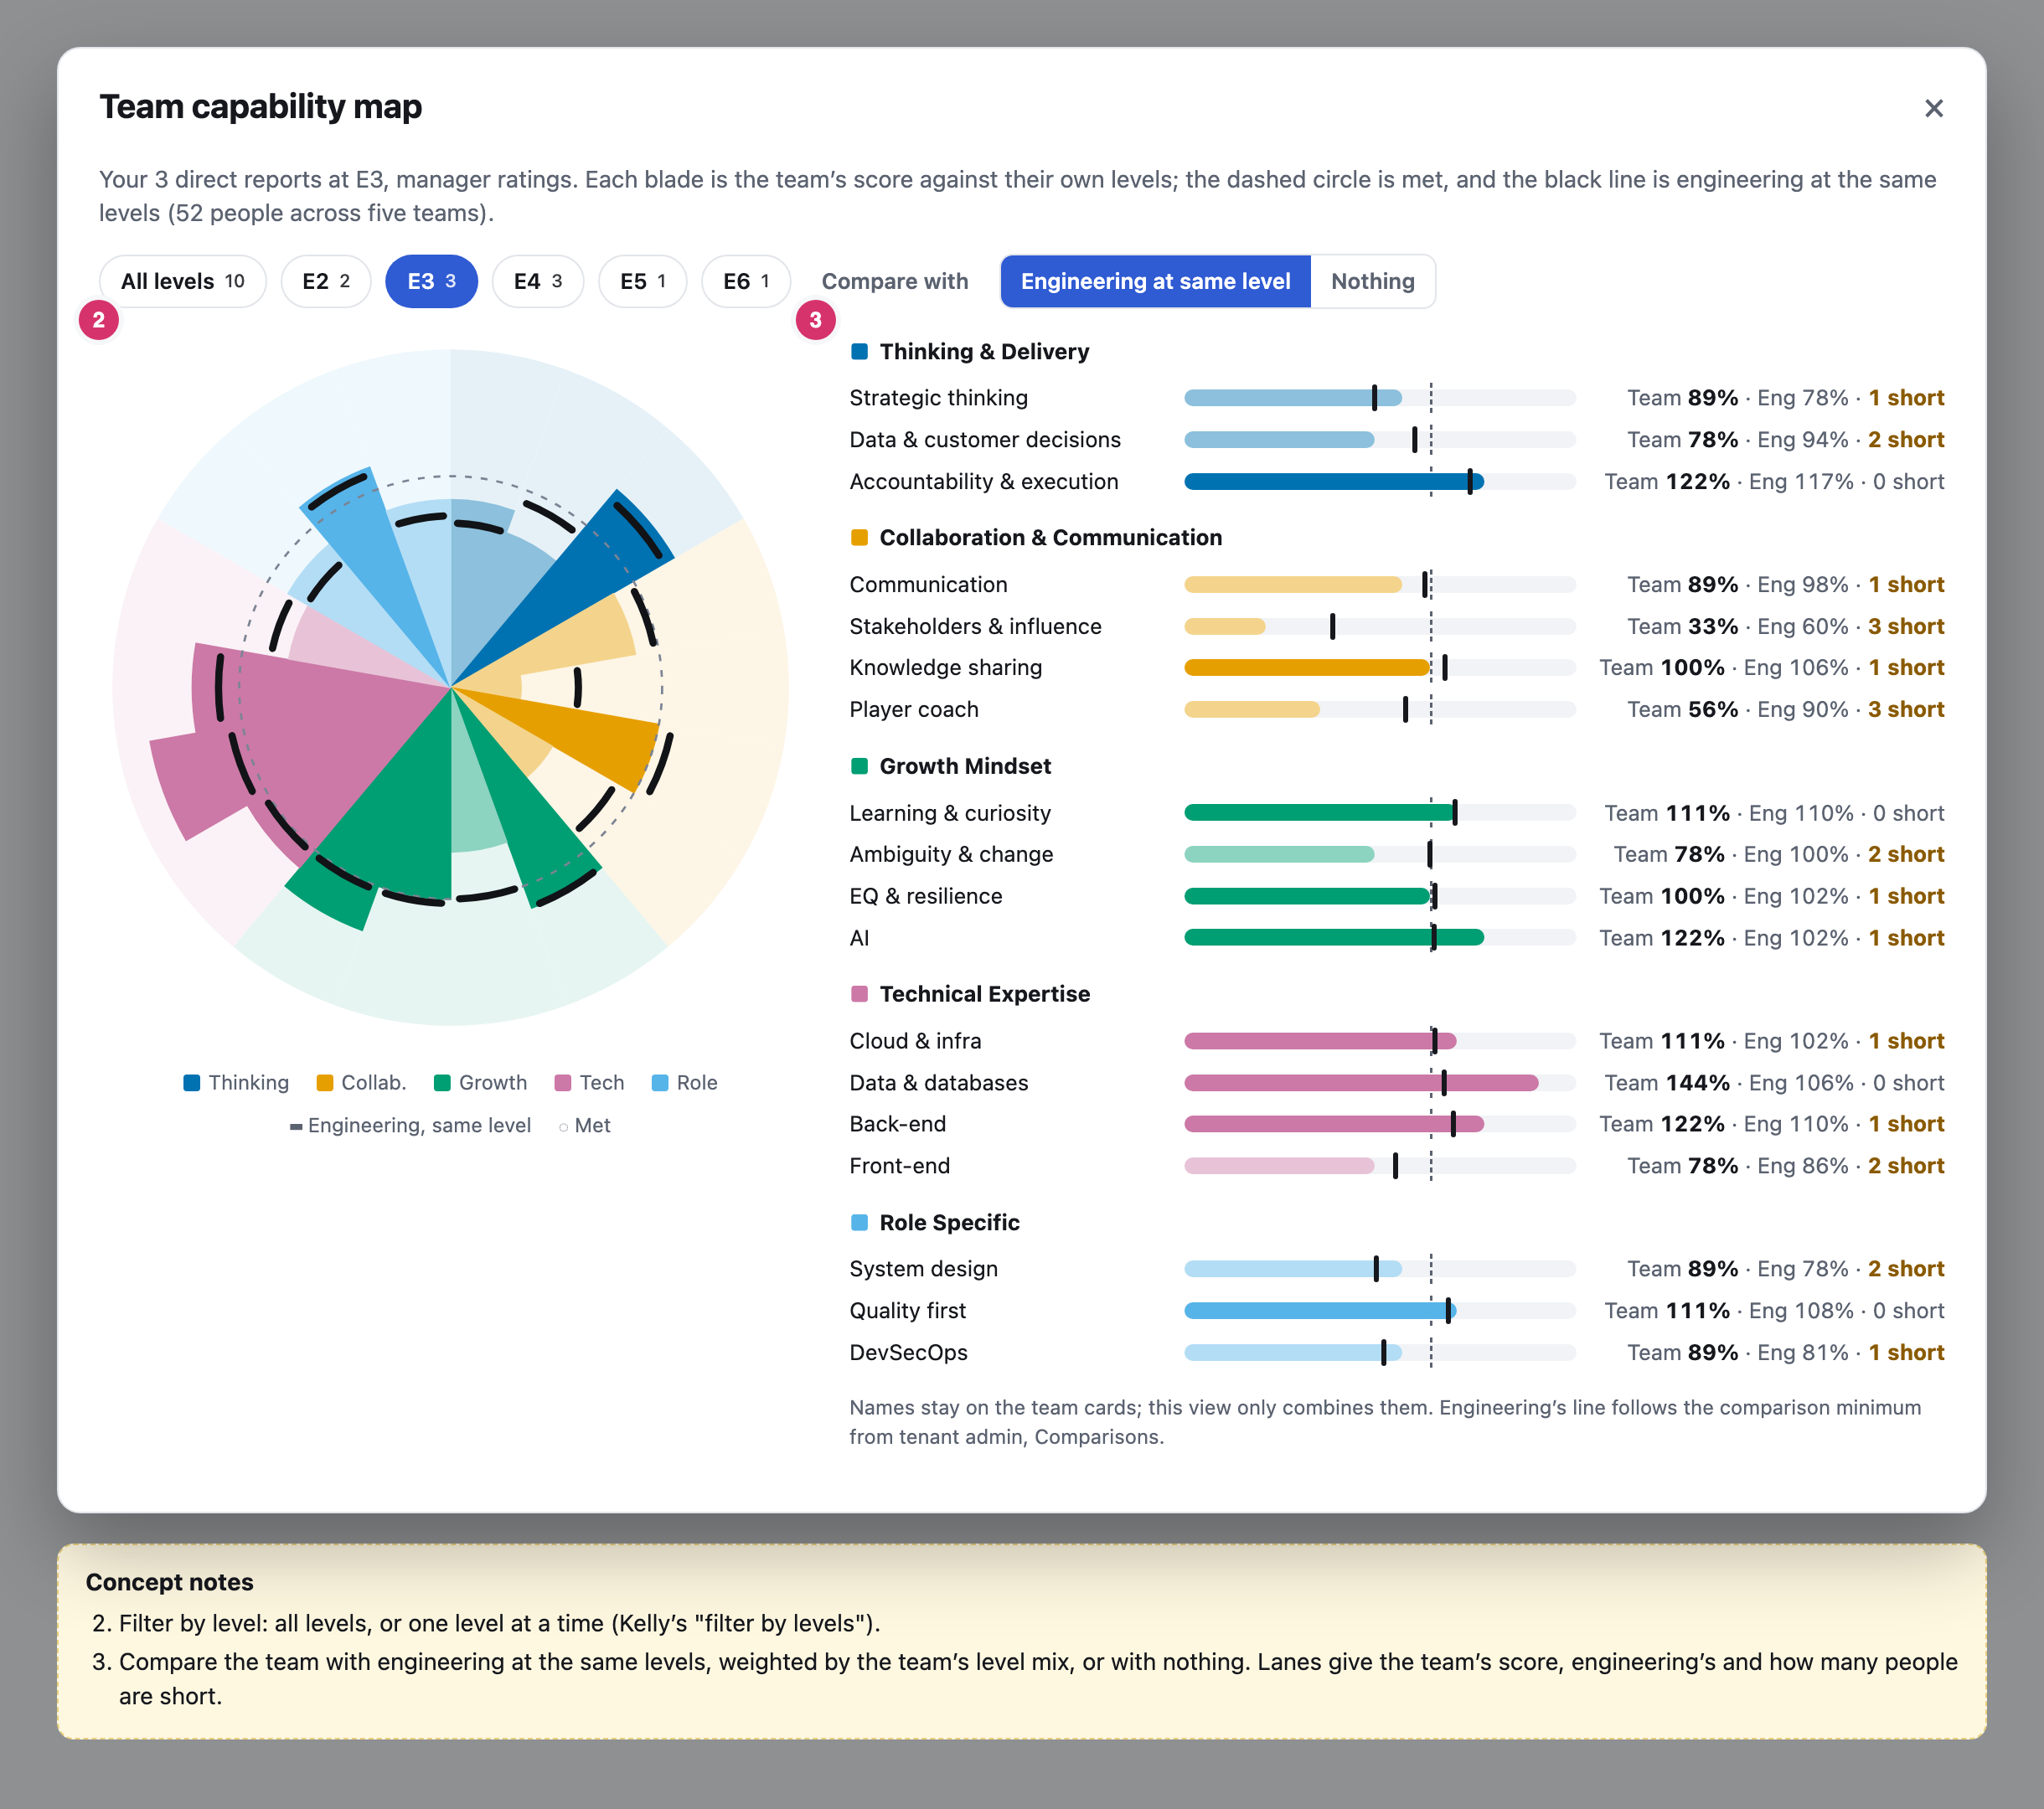 Team capability map
×
Your 3 direct reports at E3, manager ratings. Each blade is the team’s score against their own levels; the dashed circle is met, and the black line is engineering at the same
levels (52 people across five teams).
All levels 10 E2 2 E3 3 E4 3 E5 1 E6 1 Compare with Engineering at same level Nothing
2
3
Thinking & Delivery
Strategic thinking Team 89% · Eng 78% · 1 short
Data & customer decisions Team 78% · Eng 94% · 2 short
Accountability & execution Team 122% · Eng 117% · 0 short
Collaboration & Communication
Communication Team 89% · Eng 98% · 1 short
Stakeholders & influence Team 33% · Eng 60% · 3 short
Knowledge sharing Team 100% · Eng 106% · 1 short
Player coach Team 56% · Eng 90% · 3 short
Growth Mindset
Learning & curiosity Team 111% · Eng 110% · 0 short
Ambiguity & change Team 78% · Eng 100% · 2 short
EQ & resilience Team 100% · Eng 102% · 1 short
AI Team 122% · Eng 102% · 1 short
Technical Expertise
Cloud & infra Team 111% · Eng 102% · 1 short
Data & databases Team 144% · Eng 106% · 0 short
Back-end Team 122% · Eng 110% · 1 short
Front-end Team 78% · Eng 86% · 2 short
Role Specific
System design Team 89% · Eng 78% · 2 short
Quality first Team 111% · Eng 108% · 0 short
DevSecOps Team 89% · Eng 81% · 1 short
Names stay on the team cards; this view only combines them. Engineering’s line follows the comparison minimum
from tenant admin, Comparisons.
Thinking Collab. Growth Tech Role
Engineering, same level Met
Concept notes
2. Filter by level: all levels, or one level at a time (Kelly’s "filter by levels").
3. Compare the team with engineering at the same levels, weighted by the team’s level mix, or with nothing. Lanes give the team’s score, engineering’s and how many people
are short.